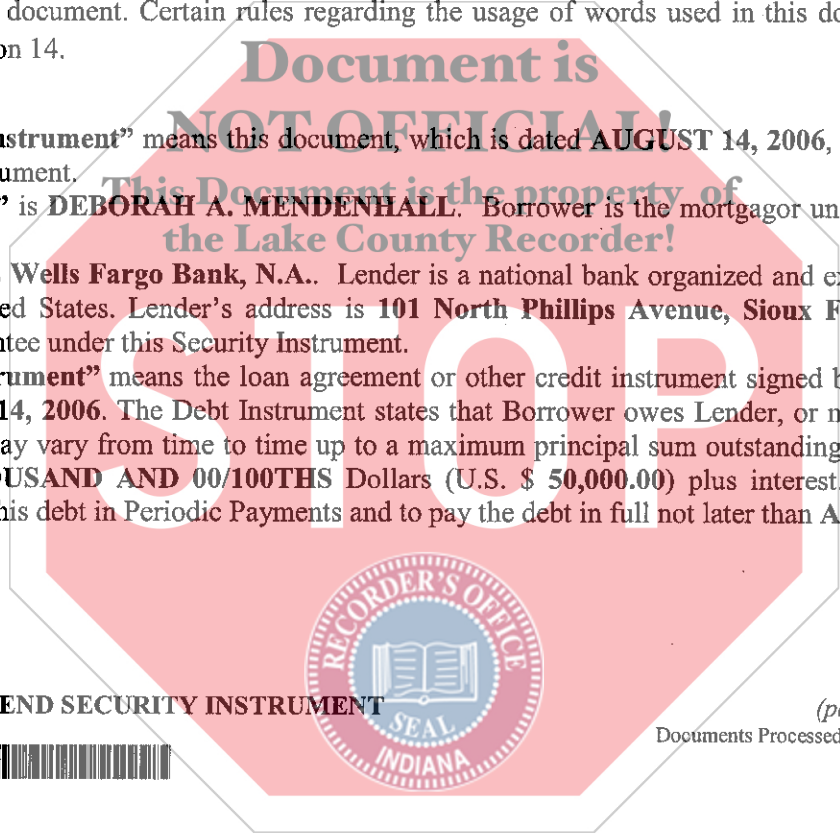 document. Certain rules regarding the usage of words used in this do
on 14.
Document is
NOT OFFICIAL!
nstrument” means this document, which is dated AUGUST 14, 2006,
ument.
This Document is the property of
” is DEBORAH A. MENDENHALL. Borrower is the mortgagor un
the Lake County Recorder!
Wells Fargo Bank, N.A.. Lender is a national bank organized and ex
ed States. Lender’s address is 101 North Phillips Avenue, Sioux F
ntee under this Security Instrument.
STOP
rument” means the loan agreement or other credit instrument signed b
14, 2006. The Debt Instrument states that Borrower owes Lender, or n
ay vary from time to time up to a maximum principal sum outstanding
OUSAND AND 00/100THS Dollars (U.S. $ 50,000.00) plus interest.
his debt in Periodic Payments and to pay the debt in full not later than A
RECORDER'S OFFICE
SEAL
INDIANA
END SECURITY INSTRUMENT
(pa
Documents Processed